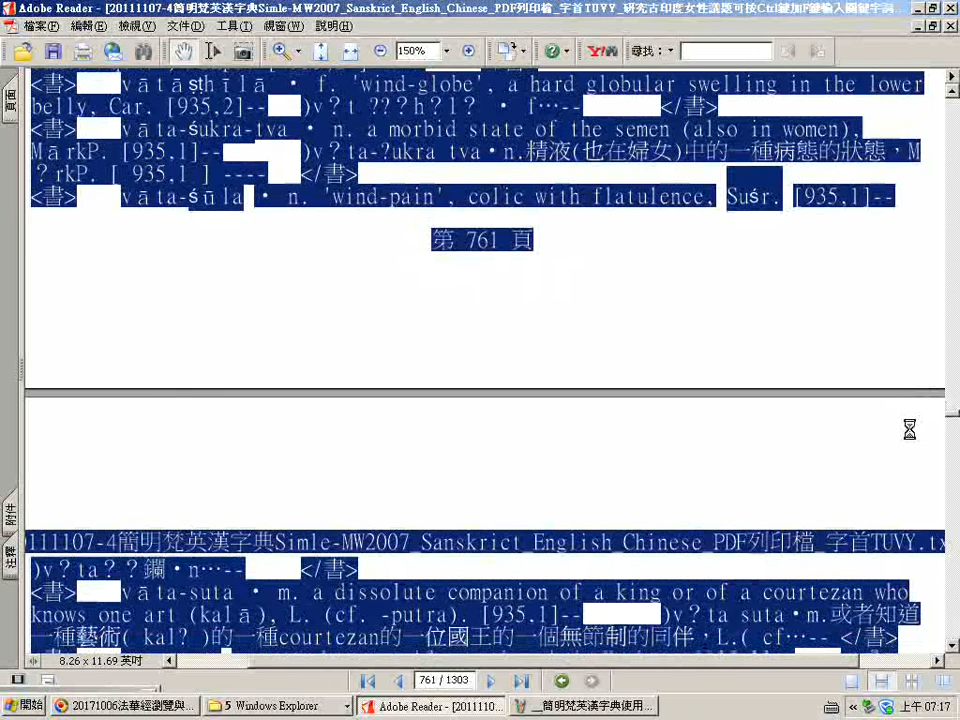 Adobe Reader - [20111107-4簡明梵英漢字典Simle-MW2007_Sanskrict_English_Chinese_PDF列印檔_字首TUVY_研究古印度女性議題可按Ctrl鍵加F鍵輸入關鍵字詞...
檔案(F) 編輯(E) 檢視(V) 文件(D) 工具(T) 視窗(W) 說明(H)
150% Y! 尋找：
頁面
<書> vātāṣṭhīlā • f. 'wind-globe', a hard globular swelling in the lower
belly, Car. [935,2]-- )v？t ???？h？l？ • f…-- </書>
<書> vāta-śukra-tva • n. a morbid state of the semen (also in women),
MārkP. [935,1]-- )v？ta-?ukra tva•n.精液(也在婦女)中的一種病態的狀態，M
？rkP. [ 935,1 ] ---- </書>
<書> vāta-śūla • n. 'wind-pain', colic with flatulence, Suśr. [935,1]--
第 761 頁
附件
注釋
)111107-4簡明梵英漢字典Simle-MW2007_Sanskrict_English_Chinese_PDF列印檔_字首TUVY.tx
)v？ta？？鑭•n…-- </書>
<書> vāta-suta • m. a dissolute companion of a king or of a courtezan who
knows one art (kalā), L. (cf. -putra) [935,1]-- )v？ta suta•m.或者知道
一種藝術( kal? )的一種courtezan的一位國王的一個無節制的同伴，L.( cf…-- </書>
8.26 x 11.69 英吋
761 / 1303
開始 20171006法華經瀏覽與... 5 Windows Explorer Adobe Reader - [2011110... __簡明梵英漢字典使用... 上午 07:17